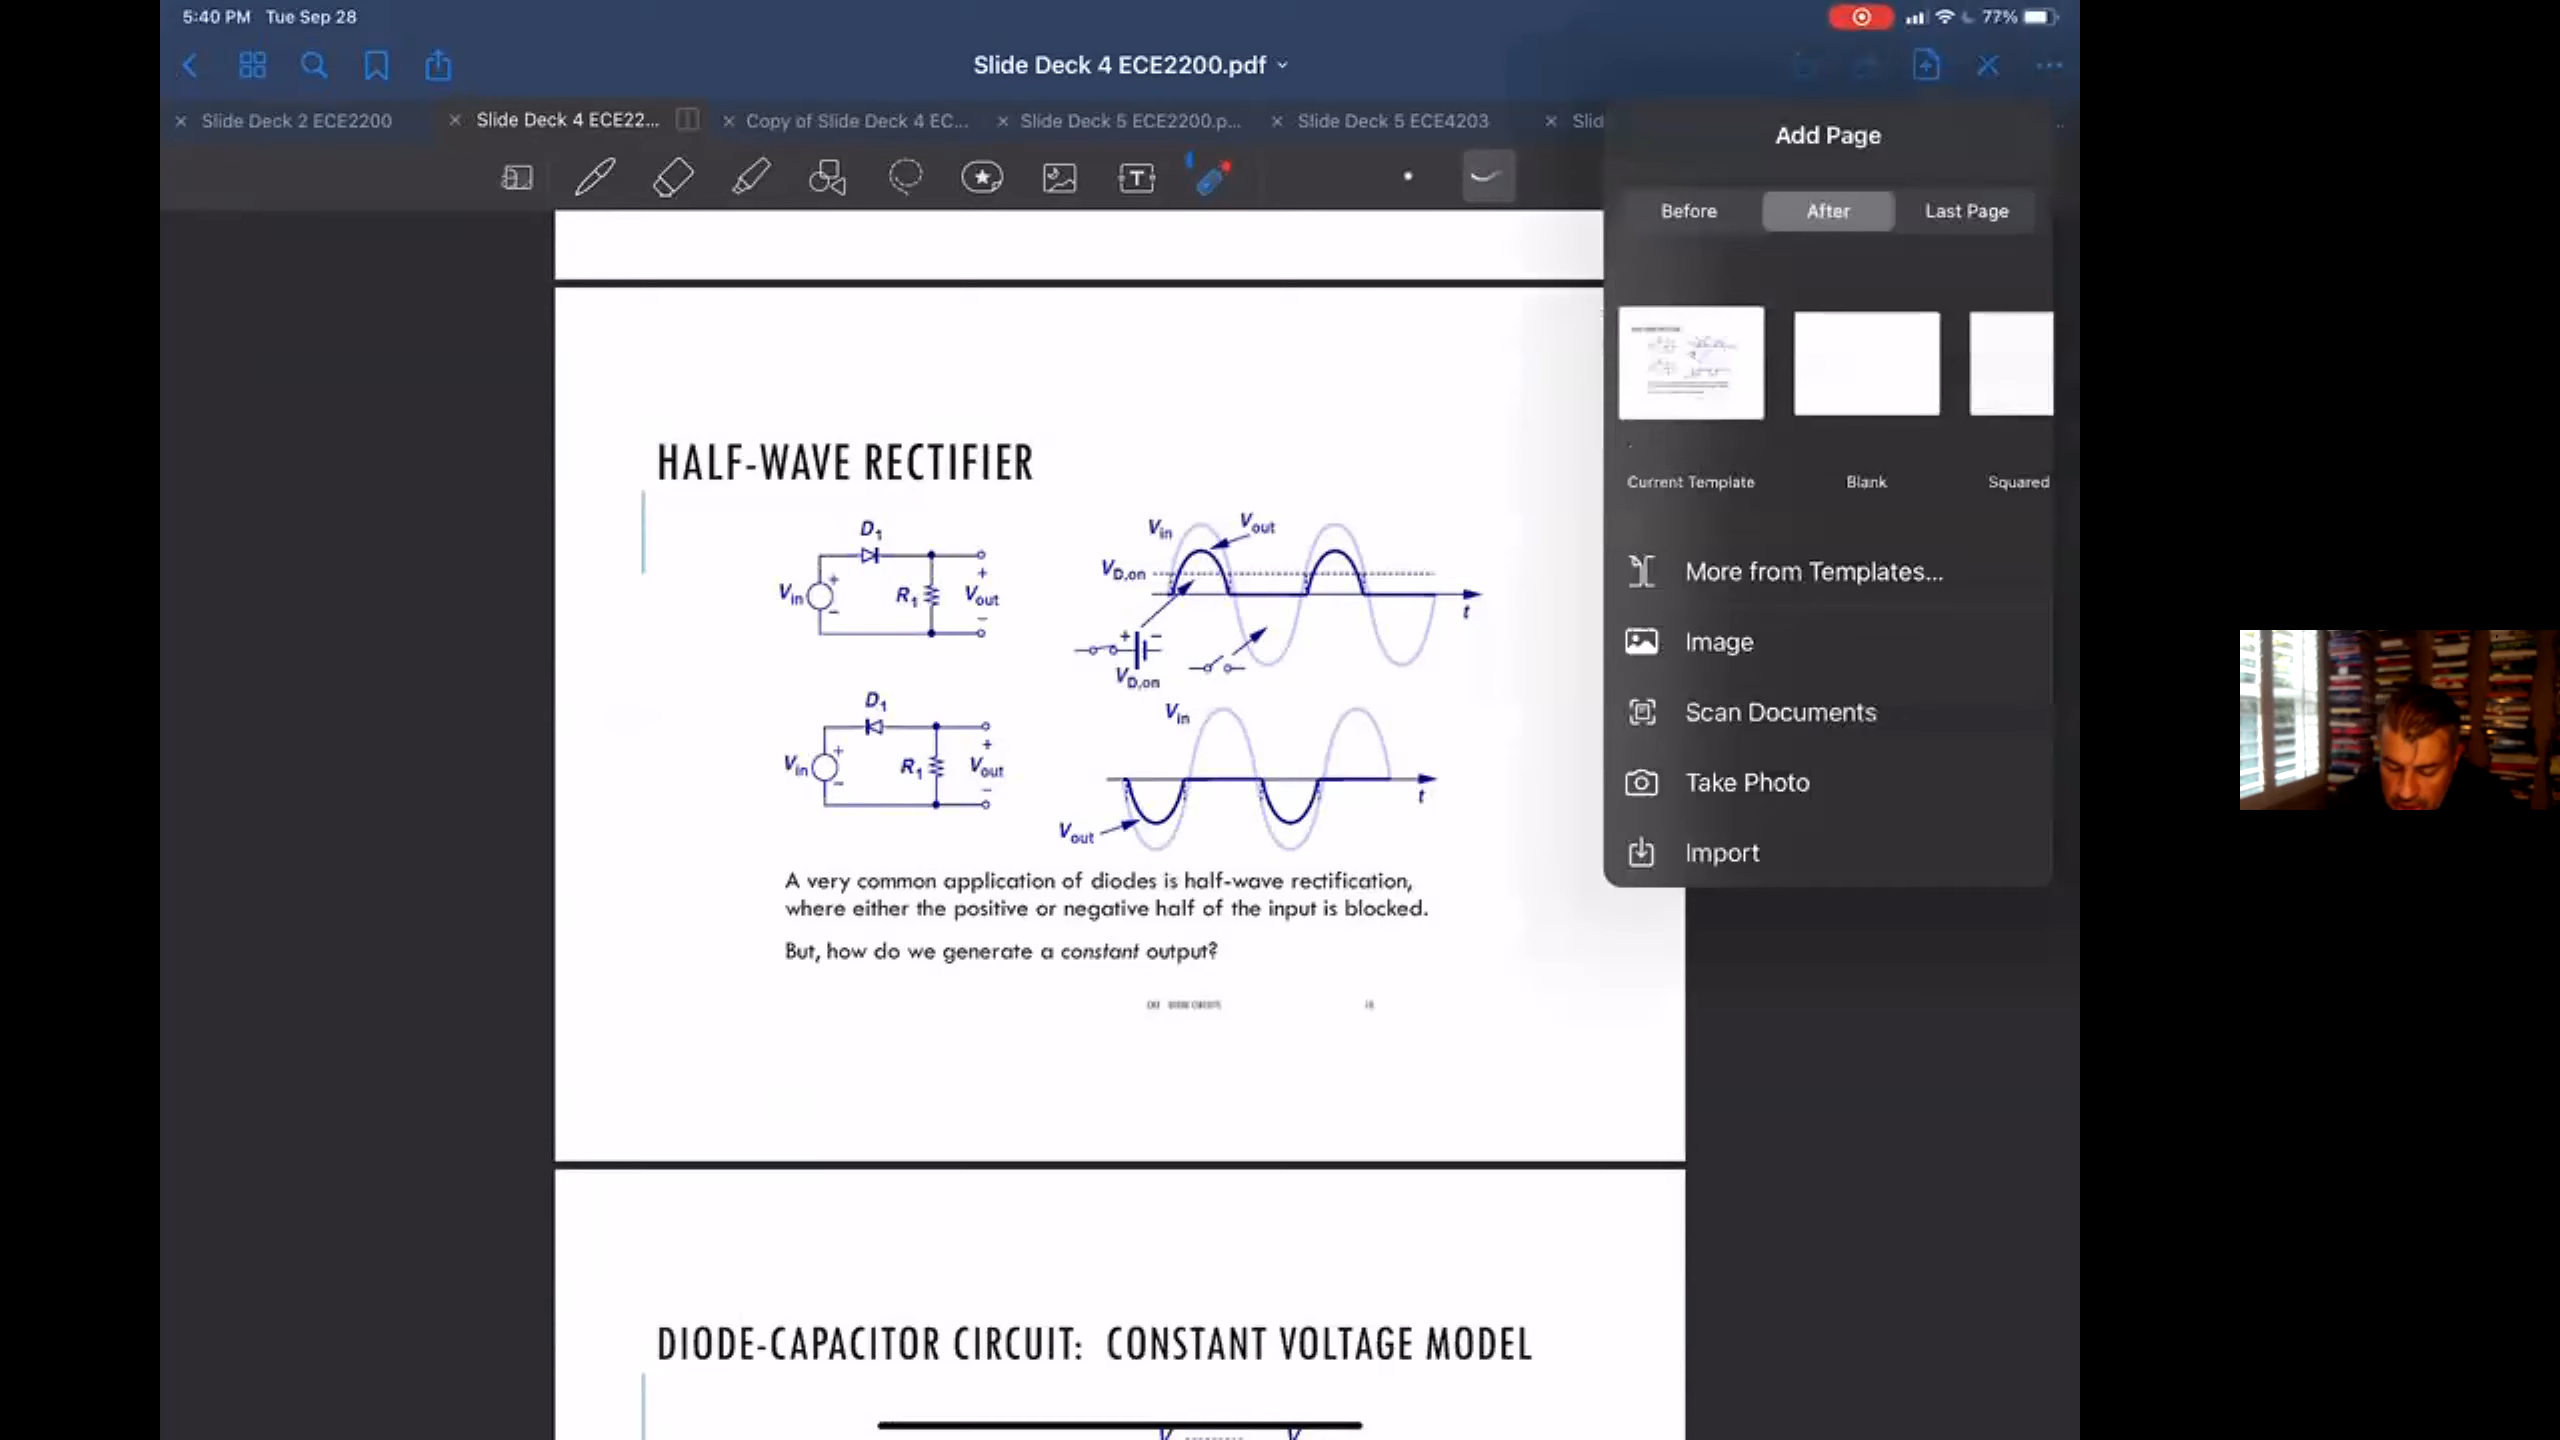 5:40 PM Tue Sep 28
77%
Slide Deck 4 ECE2200.pdf
Slide Deck 2 ECE2200
Slide Deck 4 ECE22...
Copy of Slide Deck 4 EC...
Slide Deck 5 ECE2200.p...
Slide Deck 5 ECE4203
Slid
Add Page
Before After Last Page
Current Template Blank Squared
More from Templates...
Image
Scan Documents
Take Photo
Import
HALF-WAVE RECTIFIER
D1
Vin
+
−
R1
+
Vout
−
Vin
Vout
VD,on
t
+ −
VD,on
D1
Vin
+
−
R1
+
Vout
−
Vin
t
Vout
A very common application of diodes is half-wave rectification,
where either the positive or negative half of the input is blocked.
But, how do we generate a constant output?
DIODE-CAPACITOR CIRCUIT: CONSTANT VOLTAGE MODEL